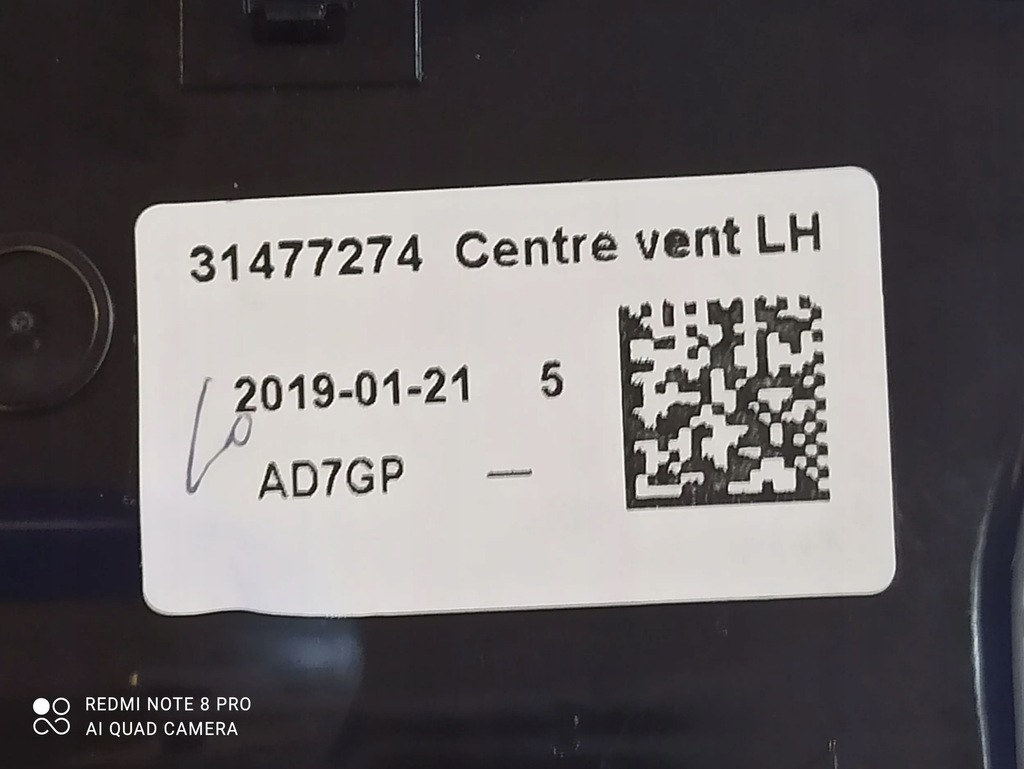 31477274 Centre vent LH
2019-01-21 5
AD7GP —
REDMI NOTE 8 PRO
AI QUAD CAMERA